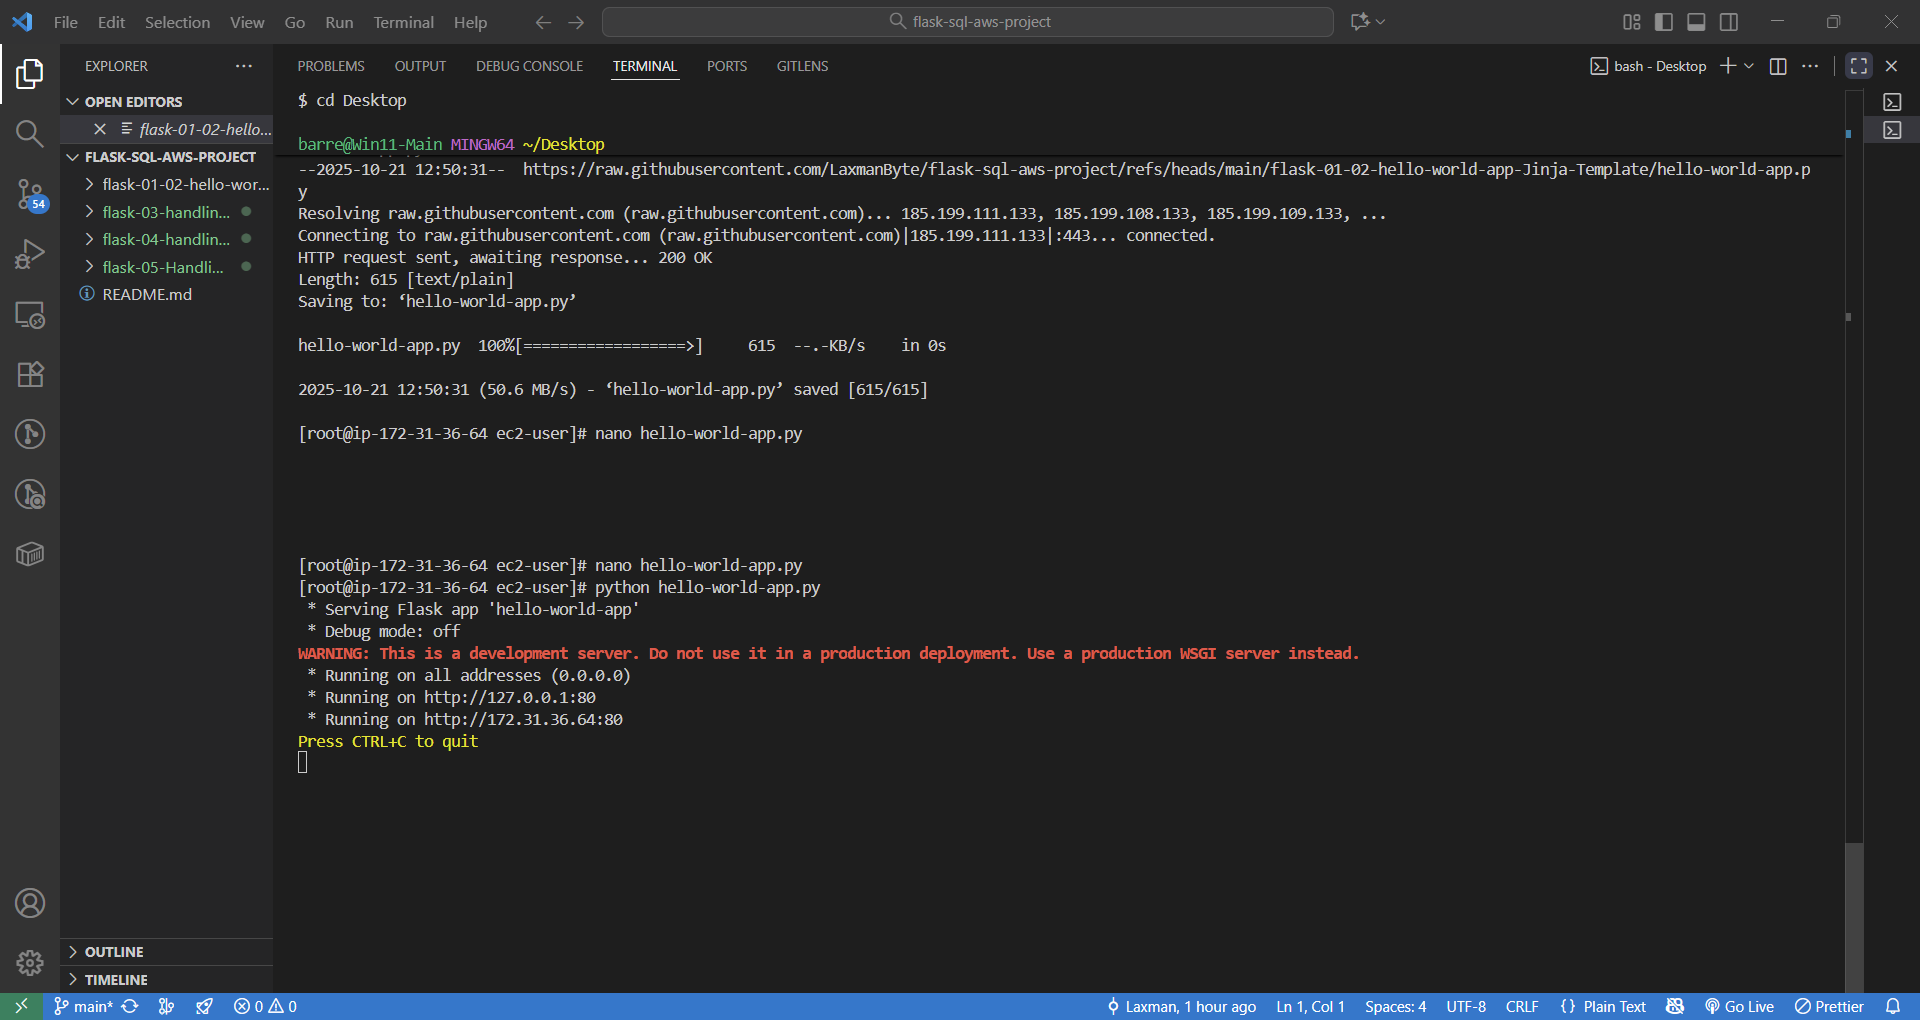 File Edit Selection View Go Run Terminal Help
flask-sql-aws-project
EXPLORER
OPEN EDITORS
flask-01-02-hello...
FLASK-SQL-AWS-PROJECT
flask-01-02-hello-wor...
flask-03-handlin...
flask-04-handlin...
flask-05-Handli...
README.md
OUTLINE
TIMELINE
54
PROBLEMS OUTPUT DEBUG CONSOLE TERMINAL PORTS GITLENS
bash - Desktop
$ cd Desktop
barre@Win11-Main MINGW64 ~/Desktop
--2025-10-21 12:50:31--  https://raw.githubusercontent.com/LaxmanByte/flask-sql-aws-project/refs/heads/main/flask-01-02-hello-world-app-Jinja-Template/hello-world-app.p
y
Resolving raw.githubusercontent.com (raw.githubusercontent.com)... 185.199.111.133, 185.199.108.133, 185.199.109.133, ...
Connecting to raw.githubusercontent.com (raw.githubusercontent.com)|185.199.111.133|:443... connected.
HTTP request sent, awaiting response... 200 OK
Length: 615 [text/plain]
Saving to: ‘hello-world-app.py’
hello-world-app.py  100%[==================>]     615  --.-KB/s    in 0s
2025-10-21 12:50:31 (50.6 MB/s) - ‘hello-world-app.py’ saved [615/615]
[root@ip-172-31-36-64 ec2-user]# nano hello-world-app.py
[root@ip-172-31-36-64 ec2-user]# nano hello-world-app.py
[root@ip-172-31-36-64 ec2-user]# python hello-world-app.py
 * Serving Flask app 'hello-world-app'
 * Debug mode: off
WARNING: This is a development server. Do not use it in a production deployment. Use a production WSGI server instead.
 * Running on all addresses (0.0.0.0)
 * Running on http://127.0.0.1:80
 * Running on http://172.31.36.64:80
Press CTRL+C to quit
main* 0 0 Laxman, 1 hour ago Ln 1, Col 1 Spaces: 4 UTF-8 CRLF {} Plain Text Go Live Prettier